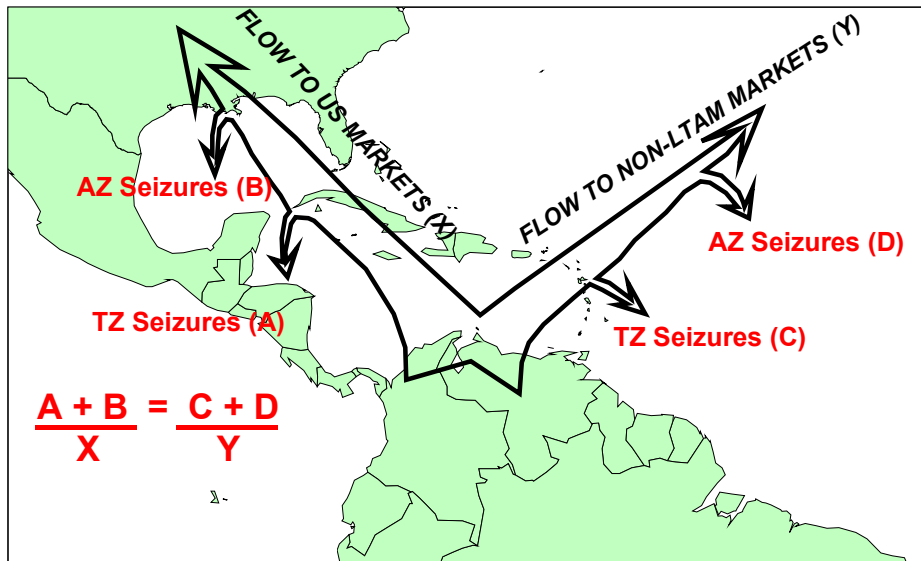 FLOW TO US MARKETS (X)
FLOW TO NON-LTAM MARKETS (Y)
AZ Seizures (B)
AZ Seizures (D)
TZ Seizures (A)
TZ Seizures (C)
A + B = C + D
X Y